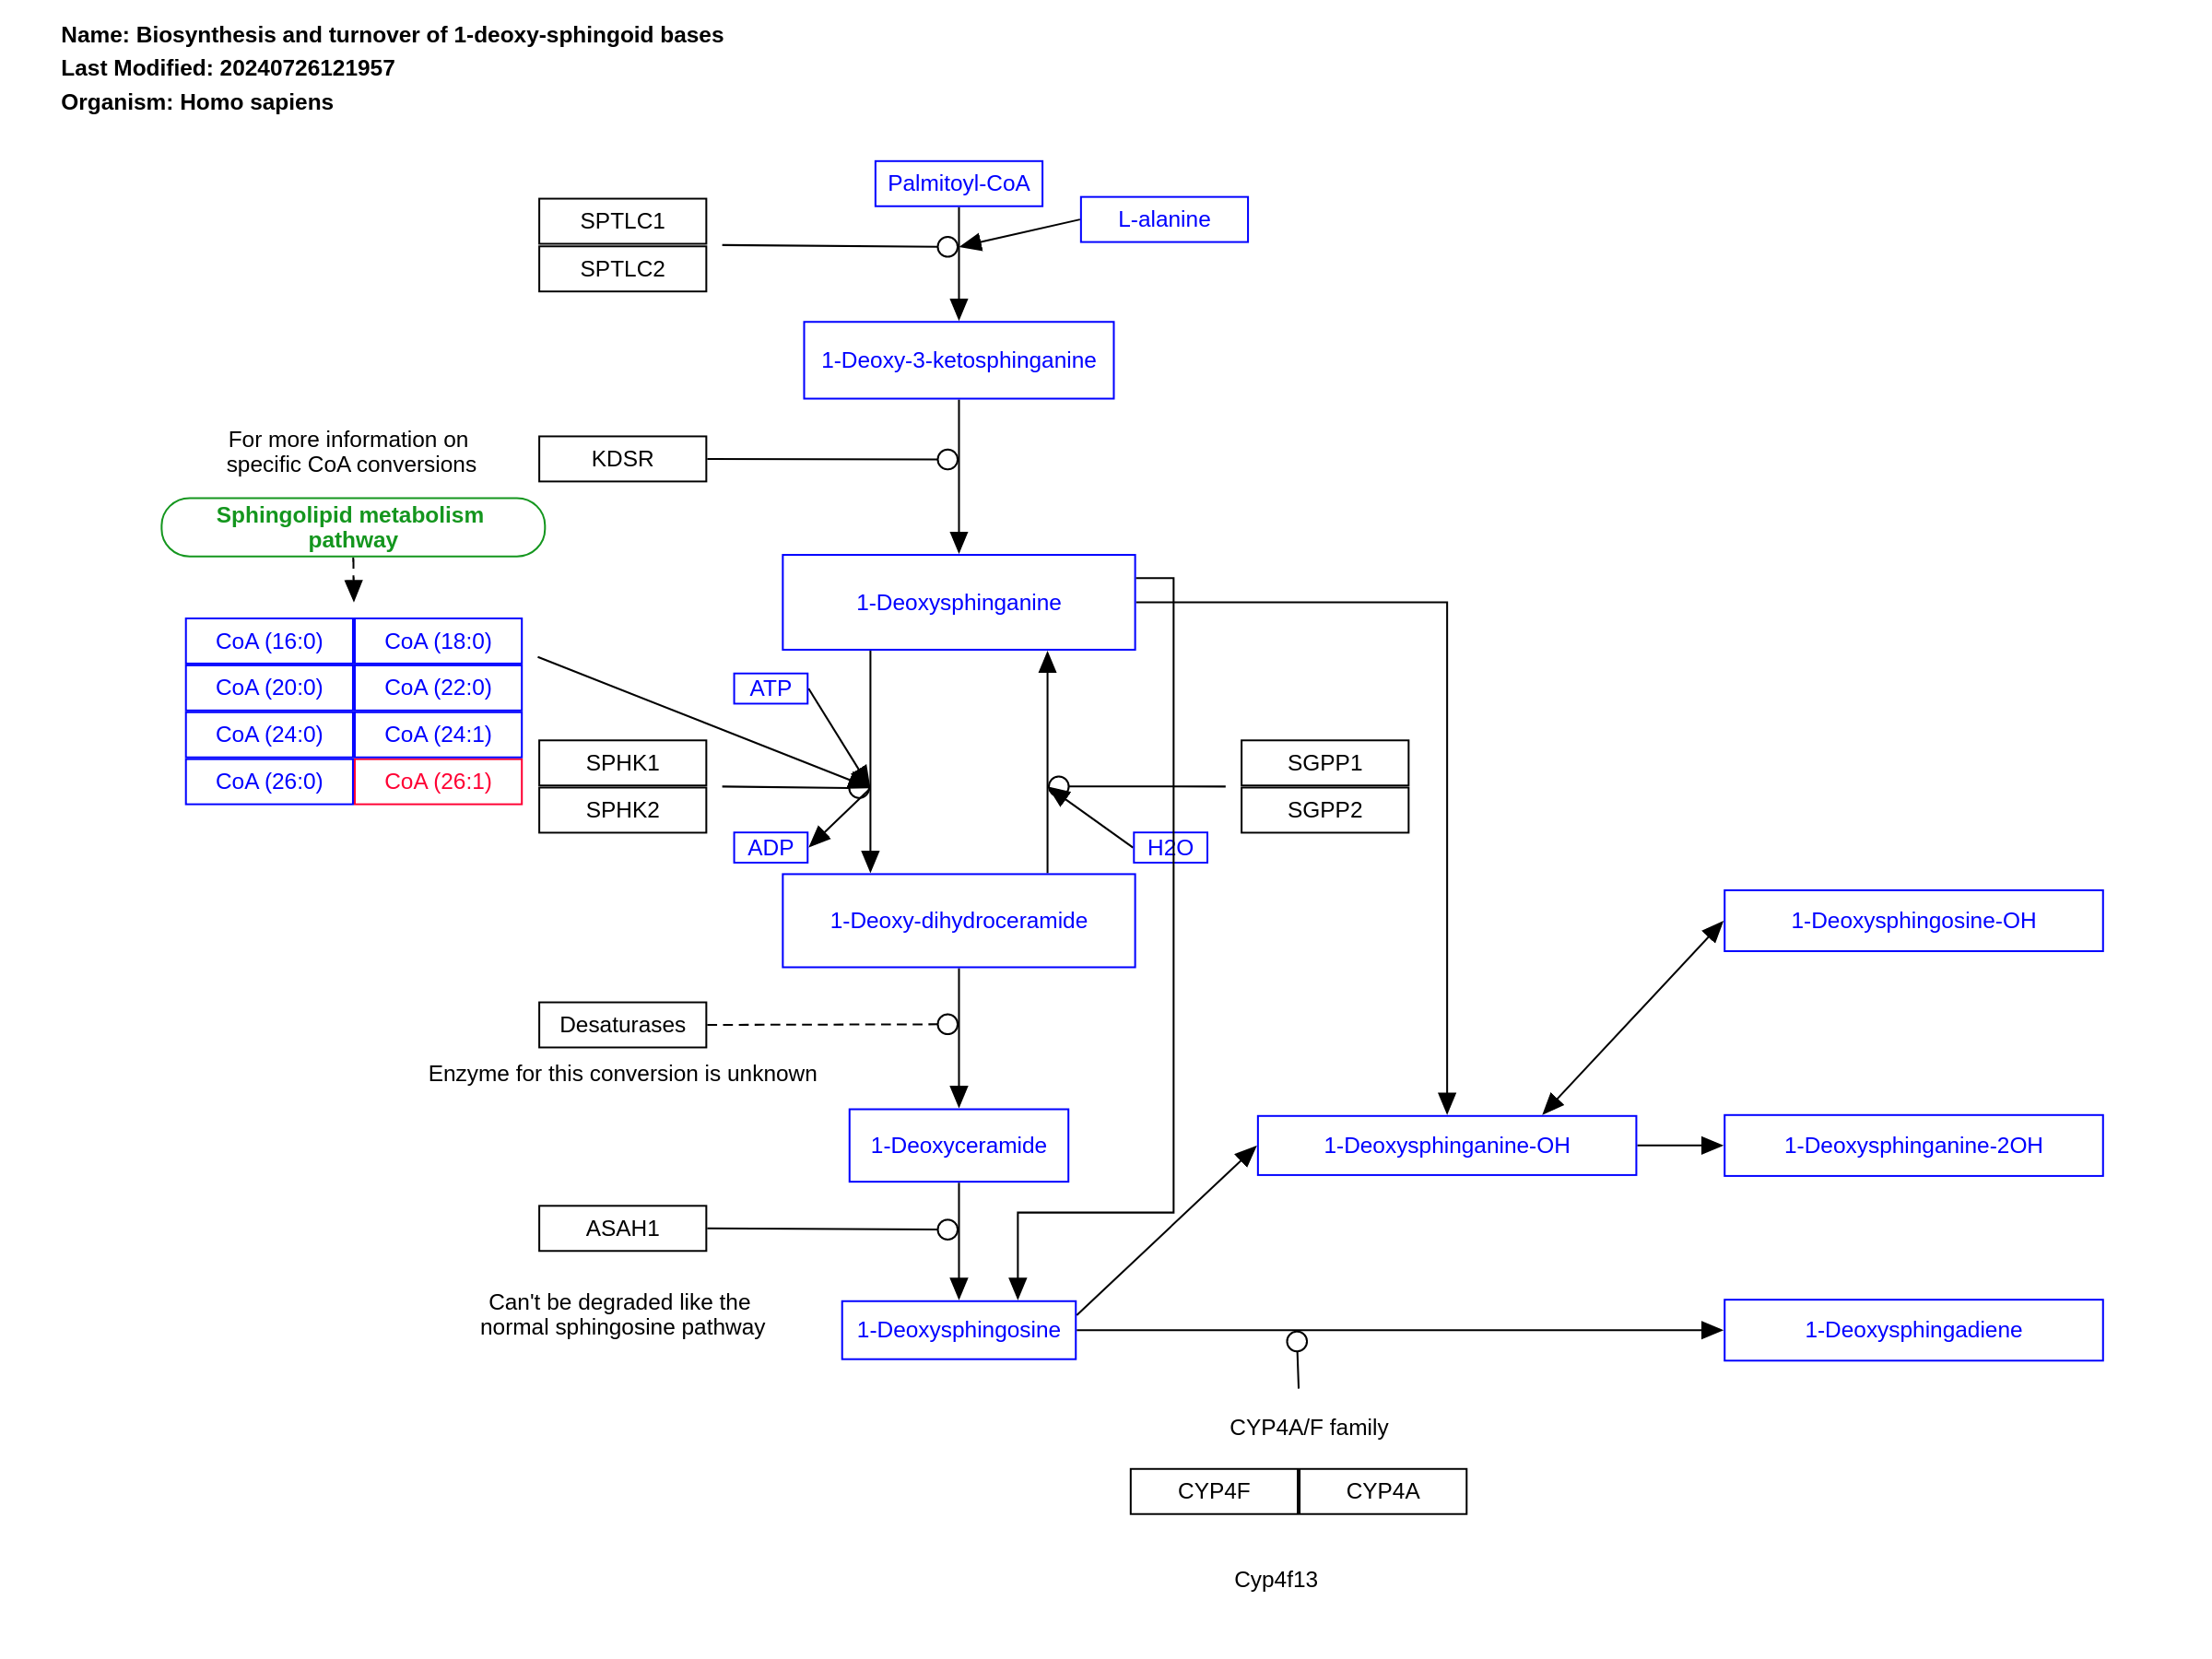 Name: Biosynthesis and turnover of 1-deoxy-sphingoid bases
Last Modified: 20240726121957
Organism: Homo sapiens
Palmitoyl-CoA
L-alanine
SPTLC1
SPTLC2
1-Deoxy-3-ketosphinganine
For more information on
specific CoA conversions
KDSR
Sphingolipid metabolism
pathway
1-Deoxysphinganine
CoA (16:0)
CoA (18:0)
CoA (20:0)
CoA (22:0)
CoA (24:0)
CoA (24:1)
CoA (26:0)
CoA (26:1)
ATP
SPHK1
SPHK2
ADP
SGPP1
SGPP2
H2O
1-Deoxy-dihydroceramide
1-Deoxysphingosine-OH
Desaturases
Enzyme for this conversion is unknown
1-Deoxyceramide
1-Deoxysphinganine-OH
1-Deoxysphinganine-2OH
ASAH1
Can't be degraded like the
normal sphingosine pathway
1-Deoxysphingosine
1-Deoxysphingadiene
CYP4A/F family
CYP4F
CYP4A
Cyp4f13